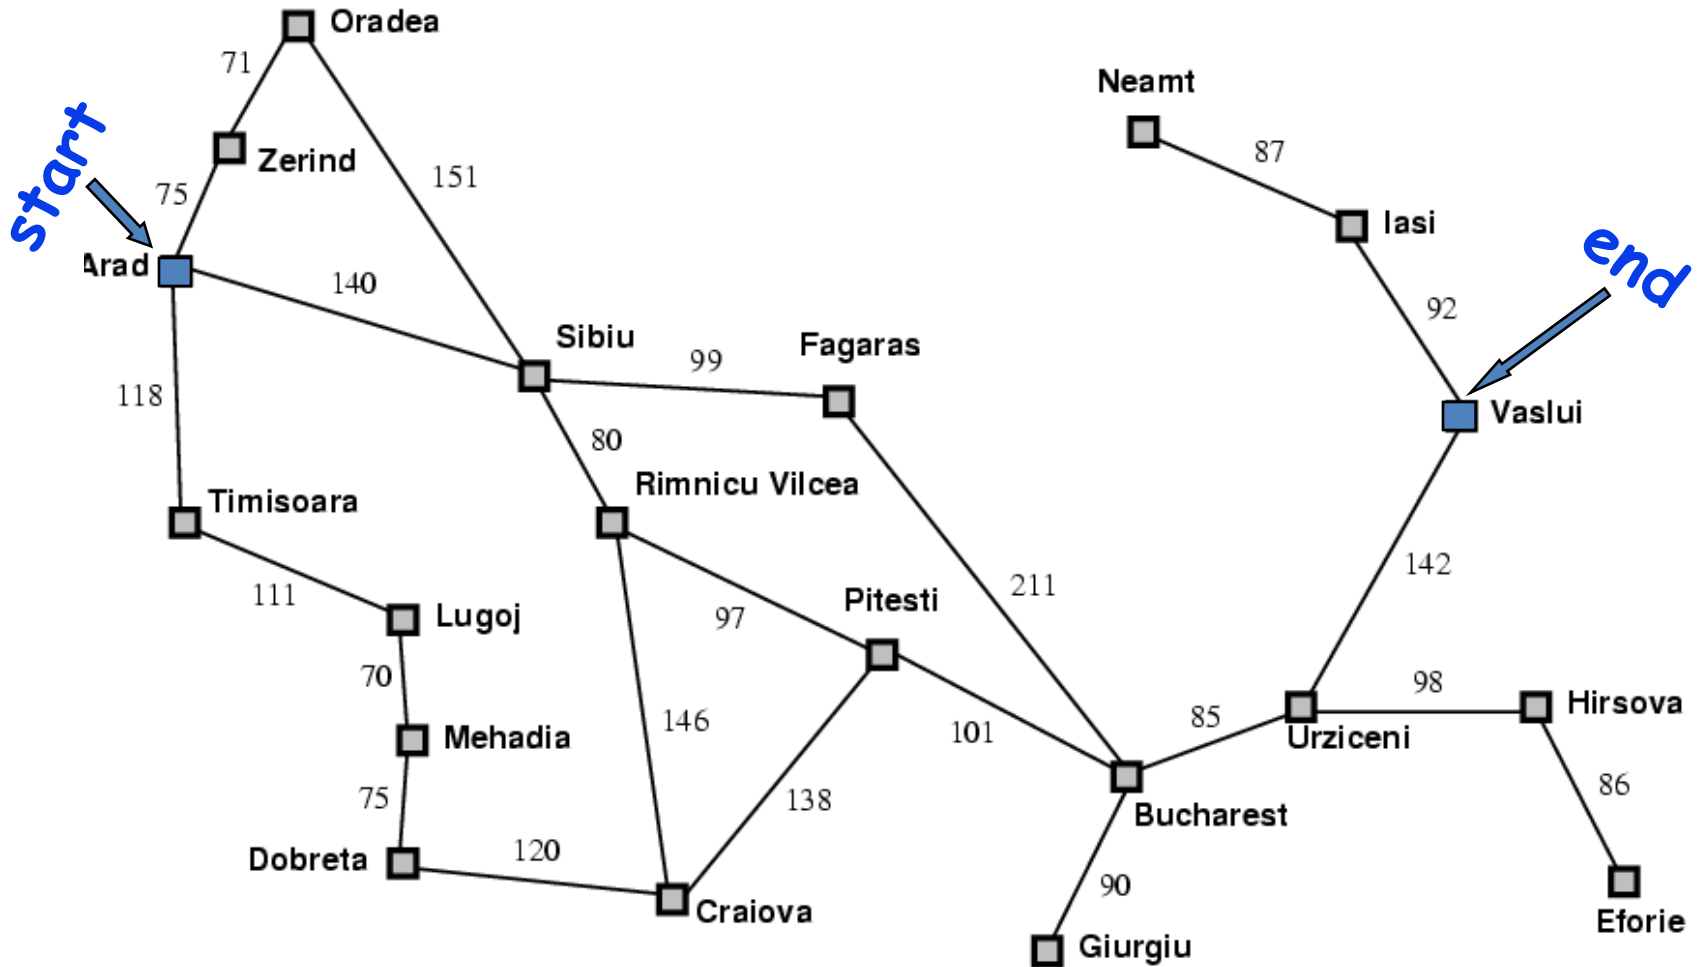 Oradea
71
Neamt
start
87
Zerind
151
75
Iasi
Arad
end
140
92
Sibiu
Fagaras
99
118
Vaslui
80
Rimnicu Vilcea
Timisoara
142
211
111
Pitesti
Lugoj
97
70
98
Hirsova
146
85
101
Urziceni
Mehadia
86
75
138
Bucharest
120
Dobreta
90
Craiova
Eforie
Giurgiu